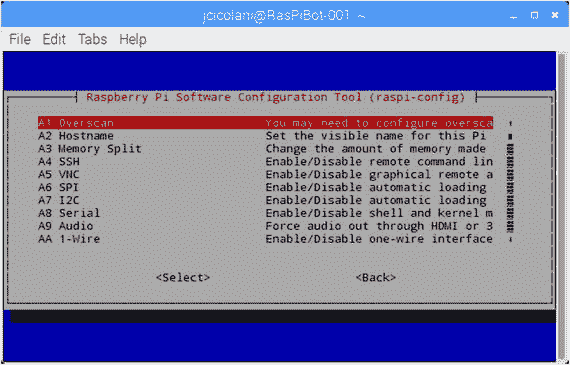 jcicolani@RasPiBot-001: ~
File Edit Tabs Help
Raspberry Pi Software Configuration Tool (raspi-config)
A1 Overscan You may need to configure oversca
A2 Hostname Set the visible name for this Pi
A3 Memory Split Change the amount of memory made
A4 SSH Enable/Disable remote command lin
A5 VNC Enable/Disable graphical remote a
A6 SPI Enable/Disable automatic loading
A7 I2C Enable/Disable automatic loading
A8 Serial Enable/Disable shell and kernel m
A9 Audio Force audio out through HDMI or 3
AA 1-Wire Enable/Disable one-wire interface
<Select> <Back>